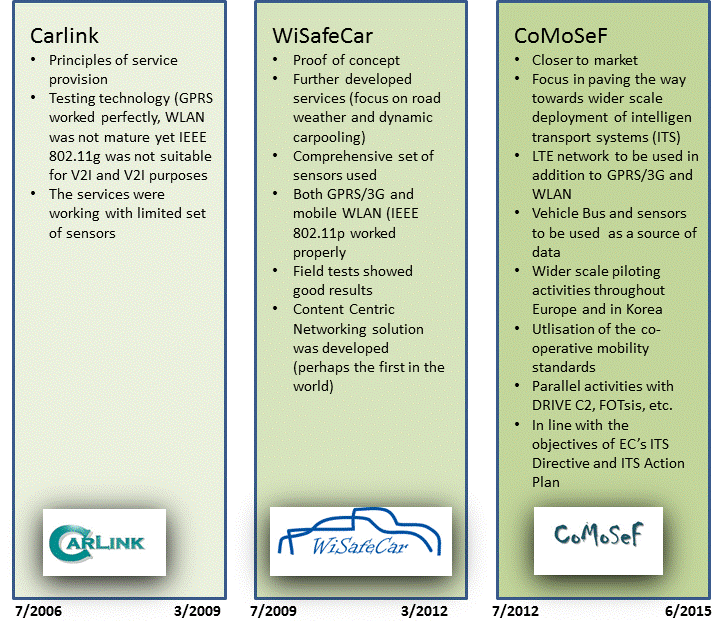 Carlink
• Principles of service
provision
• Testing technology (GPRS
worked perfectly, WLAN
was not mature yet IEEE
802.11g was not suitable
for V2I and V2I purposes
• The services were
working with limited set
of sensors
CARLINK
7/2006 3/2009
WiSafeCar
• Proof of concept
• Further developed
services (focus on road
weather and dynamic
carpooling)
• Comprehensive set of
sensors used
• Both GPRS/3G and
mobile WLAN (IEEE
802.11p worked
properly
• Field tests showed
good results
• Content Centric
Networking solution
was developed
(perhaps the first in the
world)
WiSafeCar
7/2009 3/2012
CoMoSeF
• Closer to market
• Focus in paving the way
towards wider scale
deployment of intelligen
transport systems (ITS)
• LTE network to be used in
addition to GPRS/3G and
WLAN
• Vehicle Bus and sensors
to be used as a source of
data
• Wider scale piloting
activities throughout
Europe and in Korea
• Utlisation of the co-
operative mobility
standards
• Parallel activities with
DRIVE C2, FOTsis, etc.
• In line with the
objectives of EC's ITS
Directive and ITS Action
Plan
CoMoSeF
7/2012 6/2015